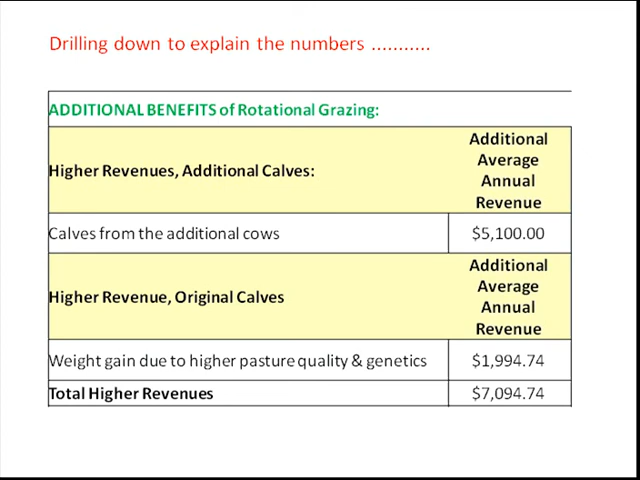 Drilling down to explain the numbers ...........
ADDITIONAL BENEFITS of Rotational Grazing:
Higher Revenues, Additional Calves:
Additional
Average
Annual
Revenue
Calves from the additional cows $5,100.00
Higher Revenue, Original Calves
Additional
Average
Annual
Revenue
Weight gain due to higher pasture quality & genetics $1,994.74
Total Higher Revenues $7,094.74